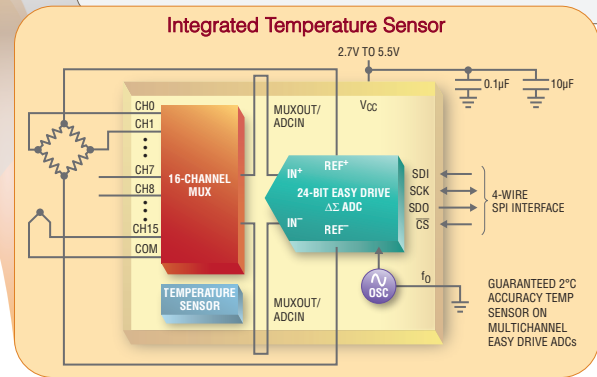 Integrated Temperature Sensor
2.7V TO 5.5V
0.1µF
10µF
VCC
CH0
CH1
CH7
CH8
CH15
COM
16-CHANNEL
MUX
TEMPERATURE
SENSOR
MUXOUT/
ADCIN
IN+
REF+
24-BIT EASY DRIVE
ΔΣ ADC
IN−
REF−
MUXOUT/
ADCIN
OSC
fO
SDI
SCK
SDO
C̅S̅
4-WIRE
SPI INTERFACE
GUARANTEED 2°C
ACCURACY TEMP
SENSOR ON
MULTICHANNEL
EASY DRIVE ADCs